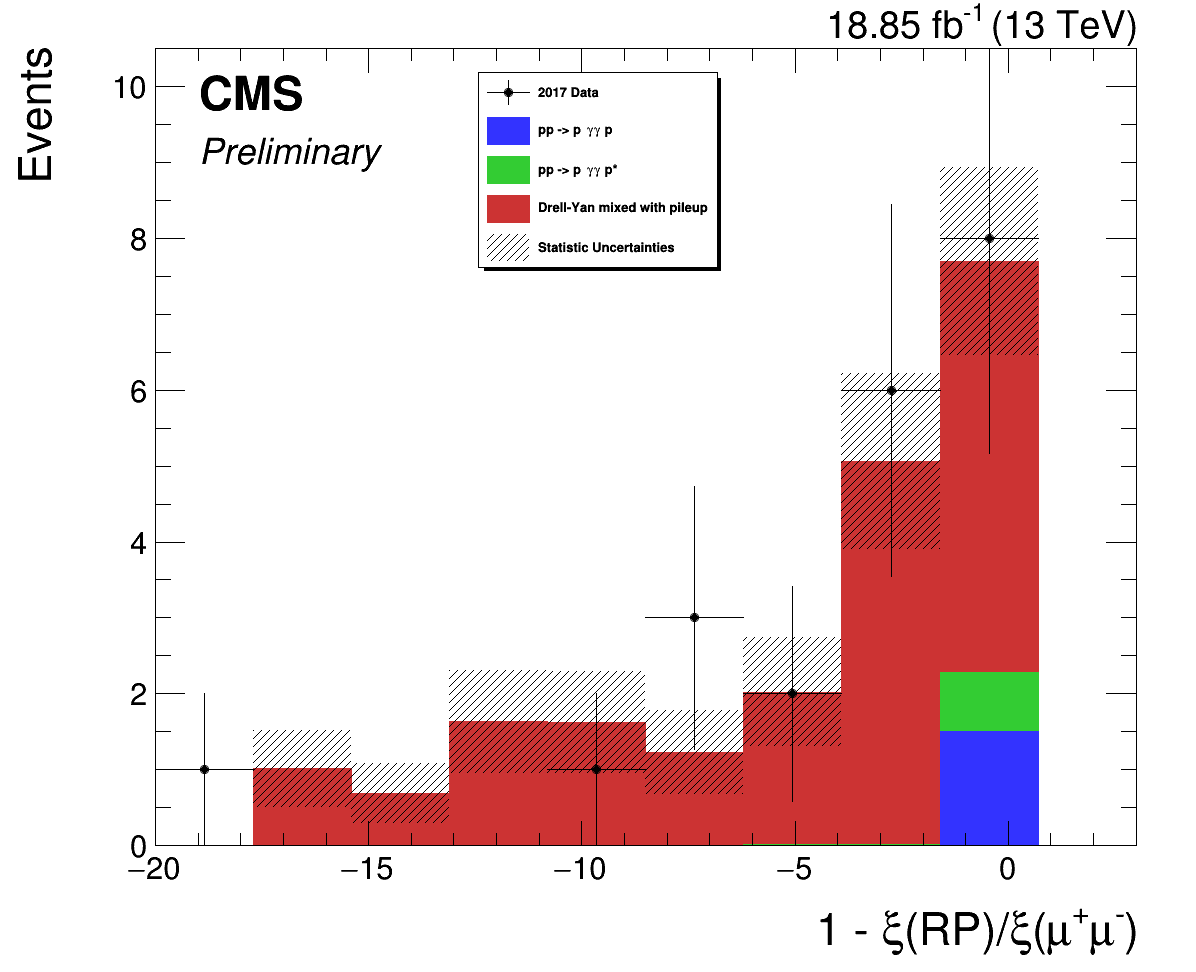 18.85 fb⁻¹ (13 TeV)
Events
CMS
Preliminary
2017 Data
pp -> p γγ p
pp -> p γγ p*
Drell-Yan mixed with pileup
Statistic Uncertainties
10
8
6
4
2
0
−20 −15 −10 −5 0
1 - ξ(RP)/ξ(μ⁺μ⁻)